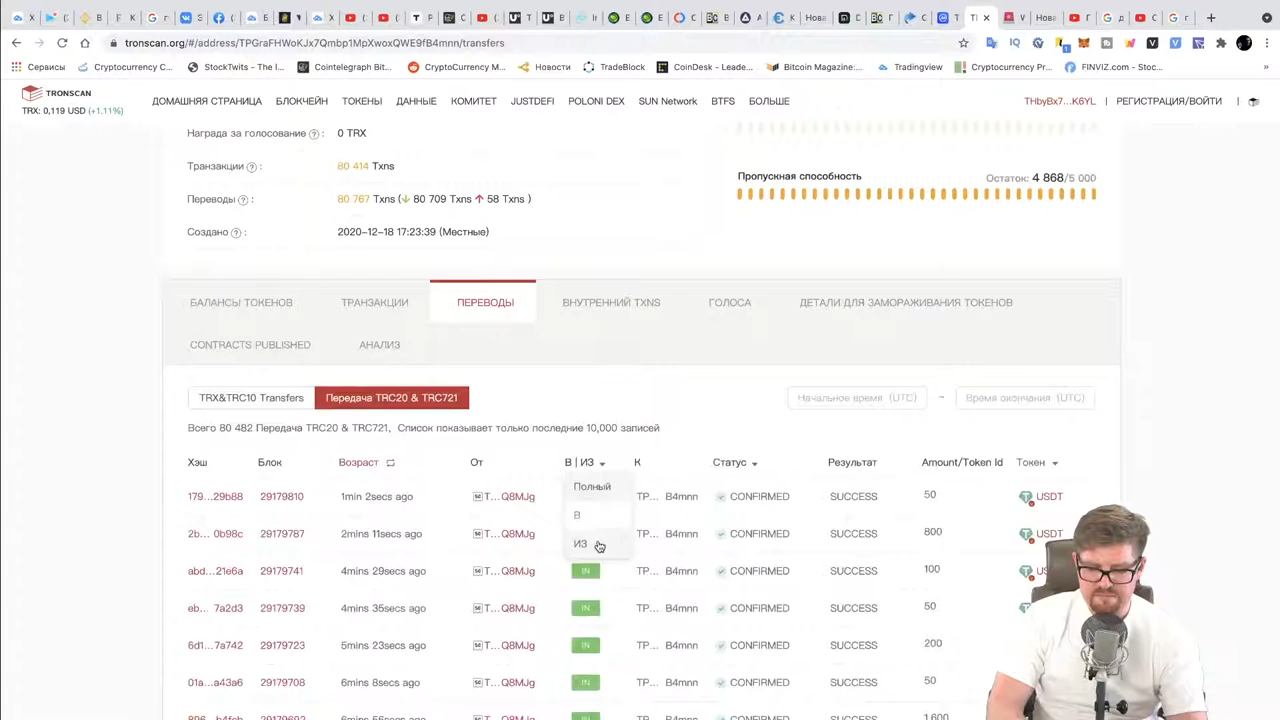 tronscan.org/#/address/TPGraFHWoKJx7Qmbp1MpXwoxQWE9fB4mnn/transfers
Сервисы Cryptocurrency C... StockTwits - The l... Cointelegraph Bit... CryptoCurrency M... Новости TradeBlock CoinDesk - Leade... Bitcoin Magazine:... Tradingview Cryptocurrency Pr... FINVIZ.com - Stoc...
TRONSCAN
TRX: 0,119 USD (+1.11%)
ДОМАШНЯЯ СТРАНИЦА БЛОКЧЕЙН ТОКЕНЫ ДАННЫЕ КОМИТЕТ JUSTDEFI POLONI DEX SUN Network BTFS БОЛЬШЕ THbyBx7...K6YL | РЕГИСТРАЦИЯ/ВОЙТИ
Награда за голосование : 0 TRX
Транзакции : 80 414 Txns
Переводы : 80 767 Txns ( 80 709 Txns 58 Txns )
Создано : 2020-12-18 17:23:39 (Местные)
Пропускная способность Остаток: 4 868/5 000
БАЛАНСЫ ТОКЕНОВ ТРАНЗАКЦИИ ПЕРЕВОДЫ ВНУТРЕННИЙ TXNS ГОЛОСА ДЕТАЛИ ДЛЯ ЗАМОРАЖИВАНИЯ ТОКЕНОВ
CONTRACTS PUBLISHED АНАЛИЗ
TRX&TRC10 Transfers Передача TRC20 & TRC721 Начальное время (UTC) - Время окончания (UTC)
Всего 80 482 Передача TRC20 & TRC721, Список показывает только последние 10,000 записей
Хэш Блок Возраст От В | ИЗ К Статус Результат Amount/Token Id Токен
Полный
В
ИЗ
179...29b88 29179810 1min 2secs ago T...Q8MJg TP... B4mnn CONFIRMED SUCCESS 50 USDT
2b... 0b98c 29179787 2mins 11secs ago T...Q8MJg TP... B4mnn CONFIRMED SUCCESS 800 USDT
abd...21e6a 29179741 4mins 29secs ago T...Q8MJg IN TP... B4mnn CONFIRMED SUCCESS 100
eb... 7a2d3 29179739 4mins 35secs ago T...Q8MJg IN TP... B4mnn CONFIRMED SUCCESS 50
6d1...7a742 29179723 5mins 23secs ago T...Q8MJg IN TP... B4mnn CONFIRMED SUCCESS 200
01a...a43a6 29179708 6mins 8secs ago T...Q8MJg IN TP... B4mnn CONFIRMED SUCCESS 50